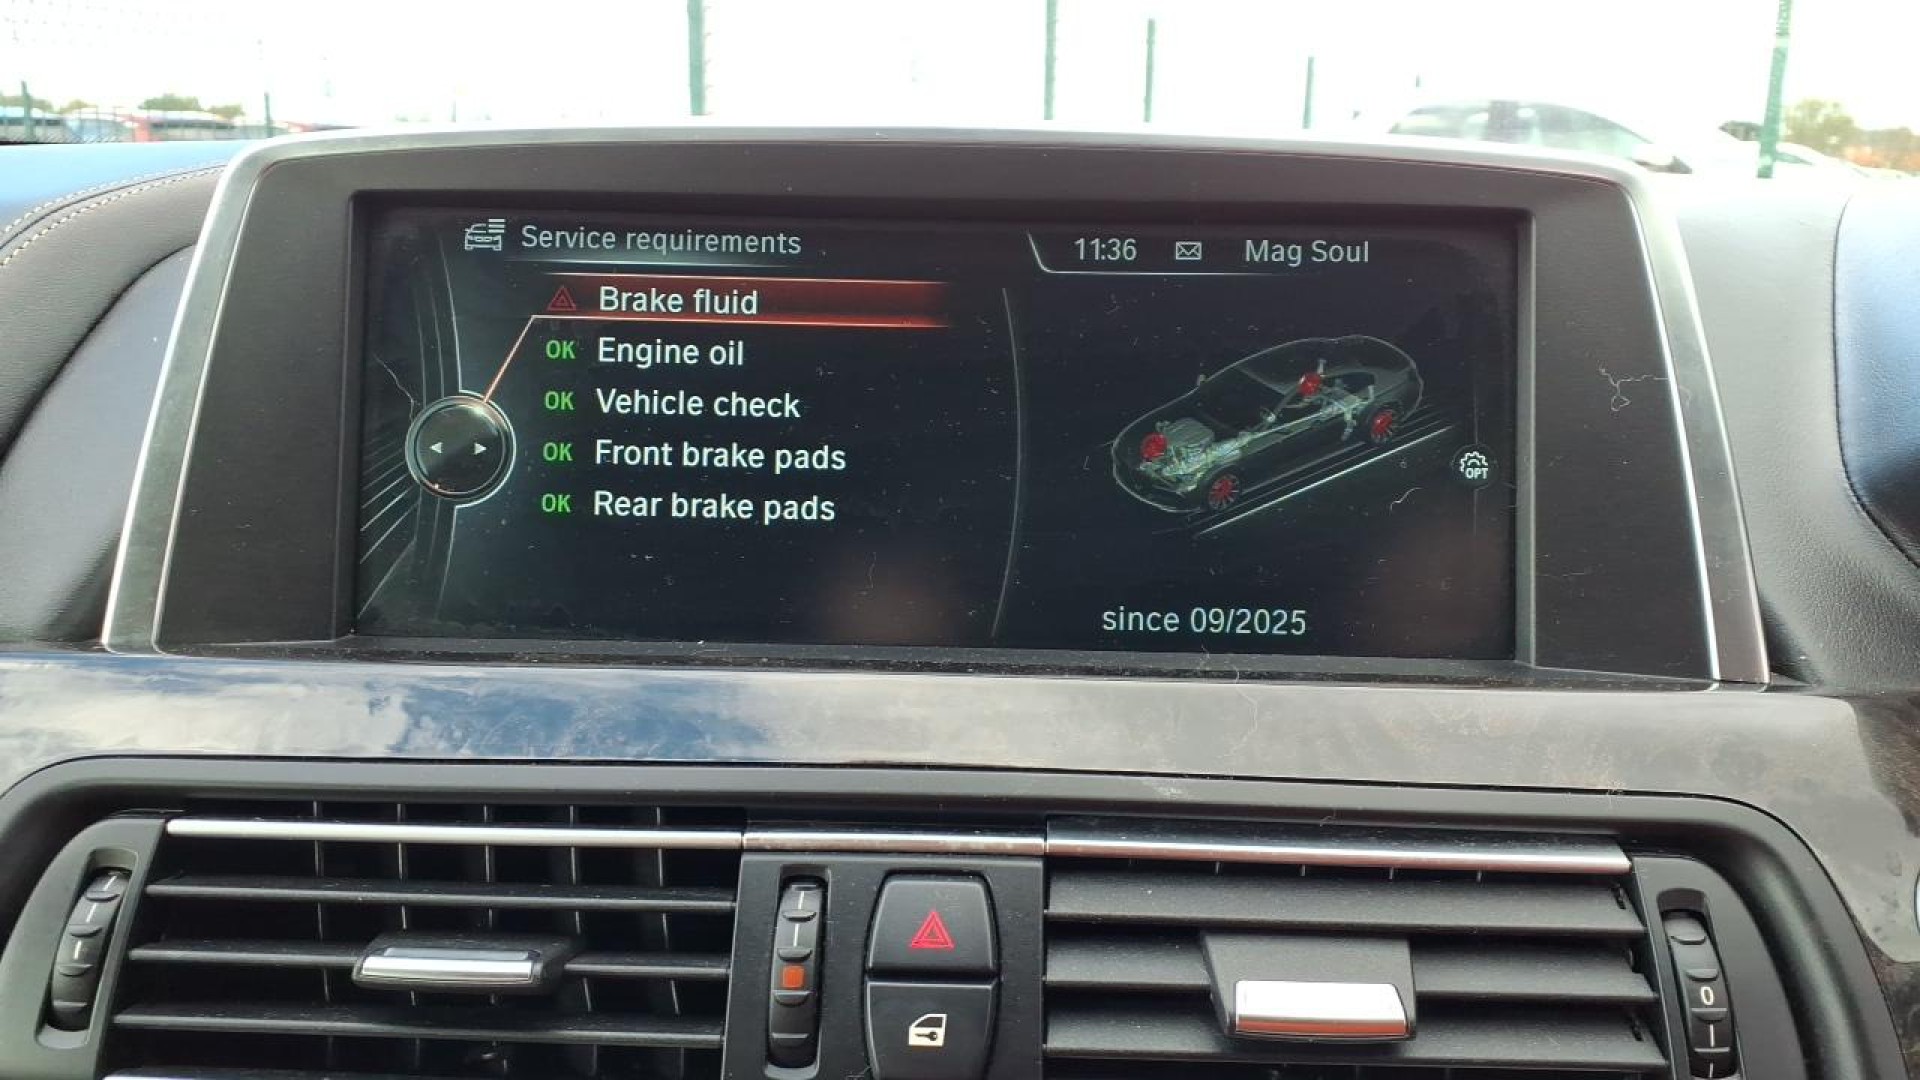 Service requirements
11:36 Mag Soul
Brake fluid
OK Engine oil
OK Vehicle check
OK Front brake pads
OK Rear brake pads
OPT
since 09/2025
0